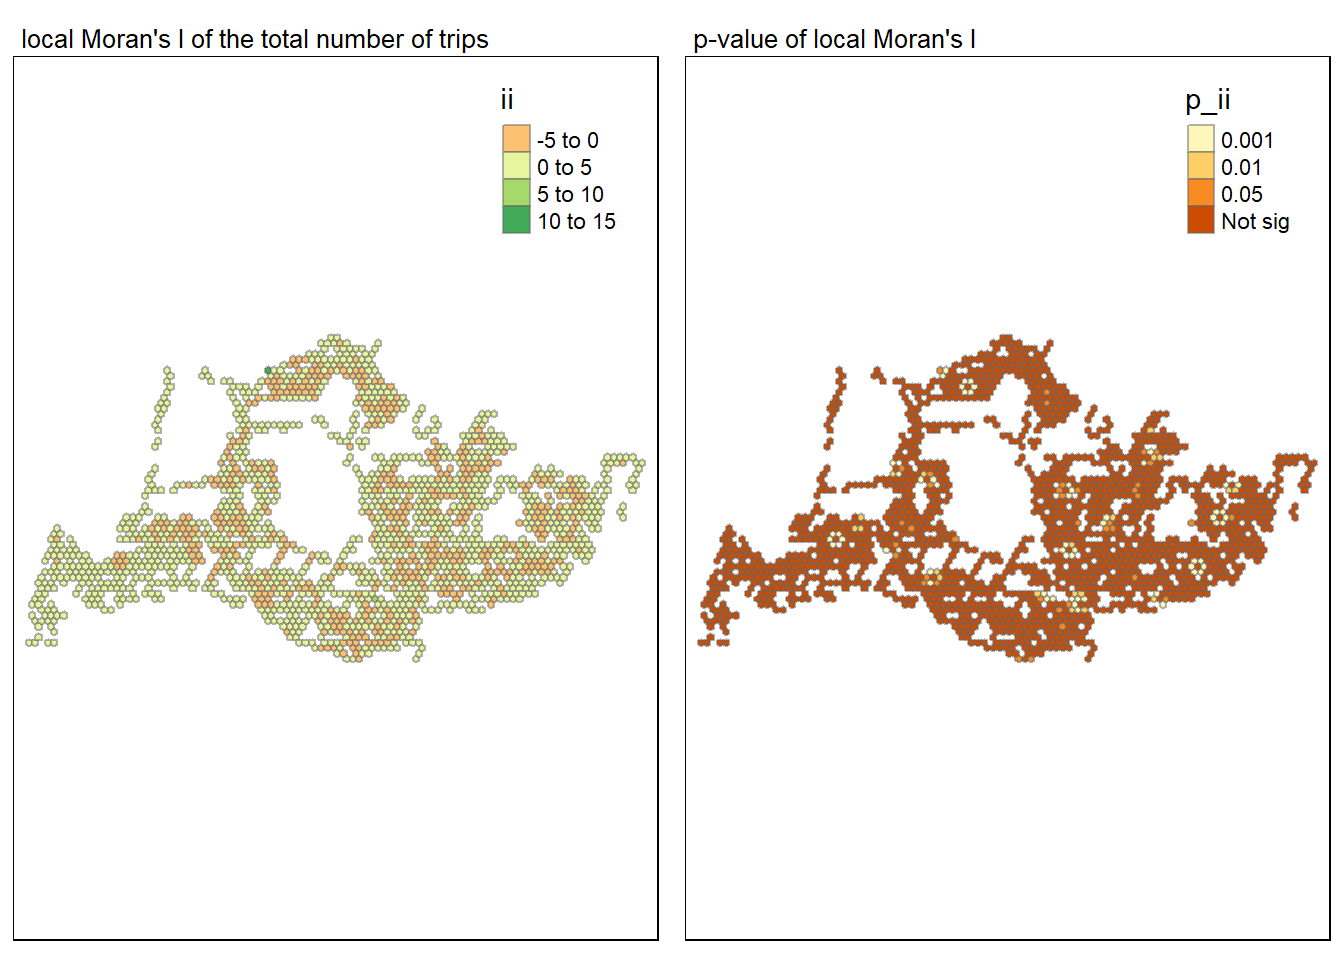 local Moran's I of the total number of trips
ii
-5 to 0
0 to 5
5 to 10
10 to 15
p-value of local Moran's I
p_ii
0.001
0.01
0.05
Not sig